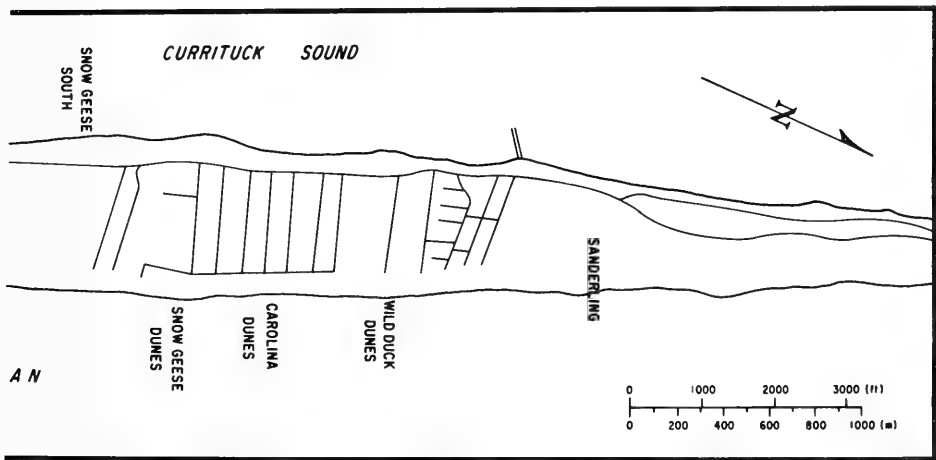 CURRITUCK SOUND
SNOW GEESE
SOUTH
N
SANDERLING
SNOW GEESE
DUNES
CAROLINA
DUNES
WILD DUCK
DUNES
AN
0 1000 2000 3000 (ft)
0 200 400 600 800 1000 (m)